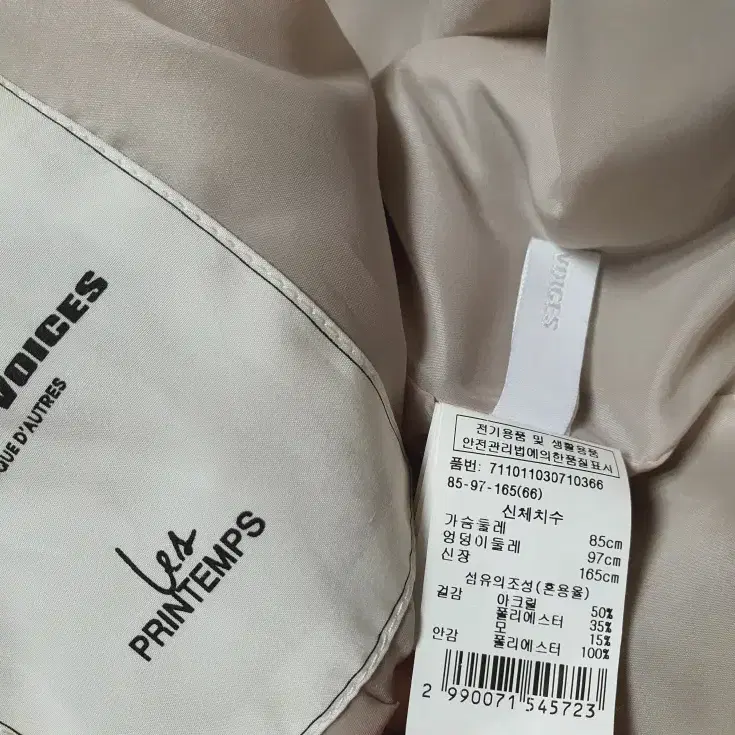 VOICES
QUE D'AUTRES
Les
PRINTEMPS
VOICES
전기용품 및 생활용품
안전관리법에의한품질표시
품번: 711011030710366
85-97-165(66)
신체치수
가슴둘레 85cm
엉덩이둘레 97cm
신장 165cm
섬유의조성(혼용율)
겉감 아크릴 50%
폴리에스터 35%
모 15%
안감 폴리에스터 100%
2 990071 545723